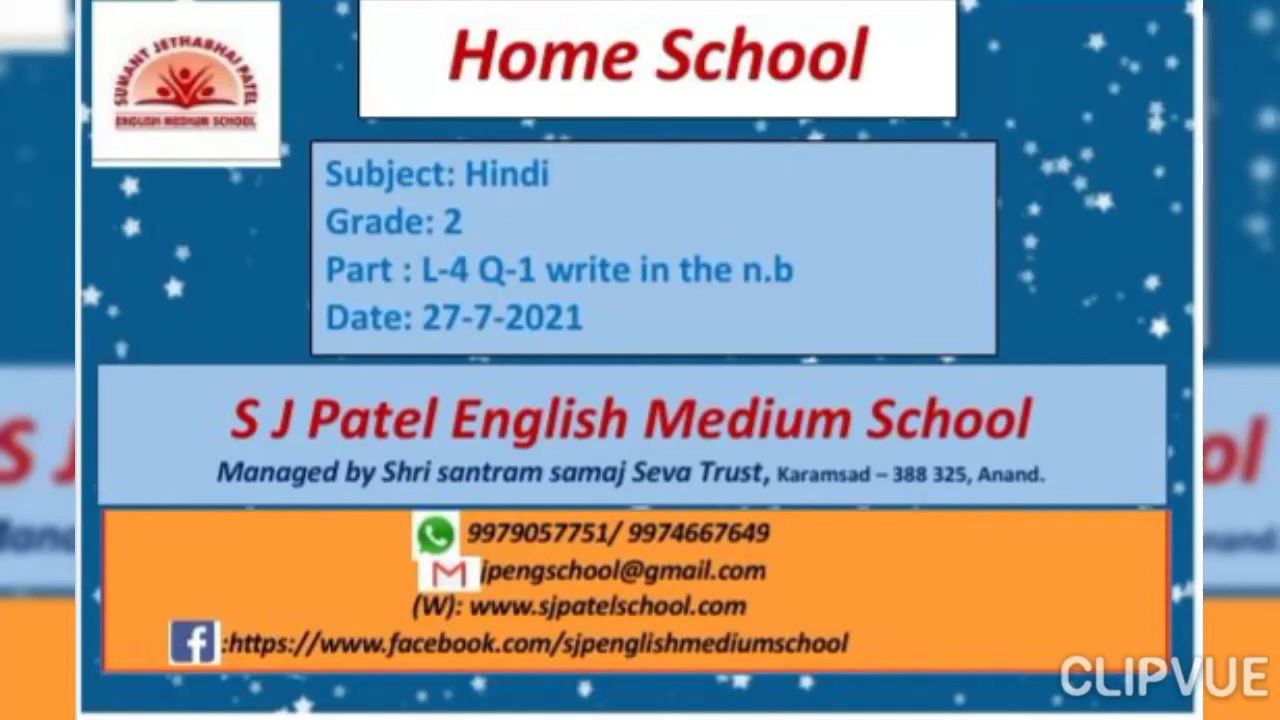 SUMANT JETHABHAI PATEL
ENGLISH MEDIUM SCHOOL
Home School
Subject: Hindi
Grade: 2
Part : L-4 Q-1 write in the n.b
Date: 27-7-2021
S J Patel English Medium School
Managed by Shri santram samaj Seva Trust, Karamsad – 388 325, Anand.
9979057751/ 9974667649
jpengschool@gmail.com
(W): www.sjpatelschool.com
:https://www.facebook.com/sjpenglishmediumschool
CLIPVUE